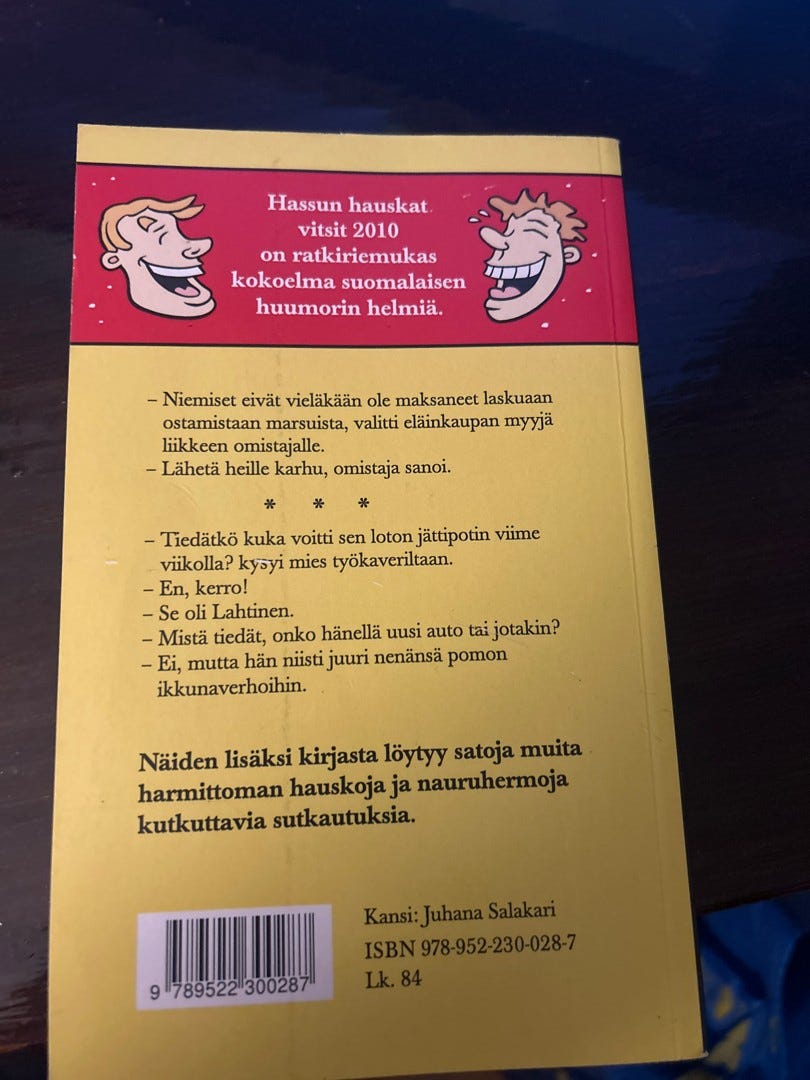 Hassun hauskat
vitsit 2010
on ratkiriemukas
kokoelma suomalaisen
huumorin helmiä.
– Niemiset eivät vieläkään ole maksaneet laskuaan
ostamistaan marsuista, valitti eläinkaupan myyjä
liikkeen omistajalle.
– Lähetä heille karhu, omistaja sanoi.
* * *
– Tiedätkö kuka voitti sen loton jättipotin viime
viikolla? kysyi mies työkaveriltaan.
– En, kerro!
– Se oli Lahtinen.
– Mistä tiedät, onko hänellä uusi auto tai jotakin?
– Ei, mutta hän niisti juuri nenänsä pomon
ikkunaverhoihin.
Näiden lisäksi kirjasta löytyy satoja muita
harmittoman hauskoja ja nauruhermoja
kutkuttavia sutkautuksia.
Kansi: Juhana Salakari
ISBN 978-952-230-028-7
Lk. 84
9 789522 300287